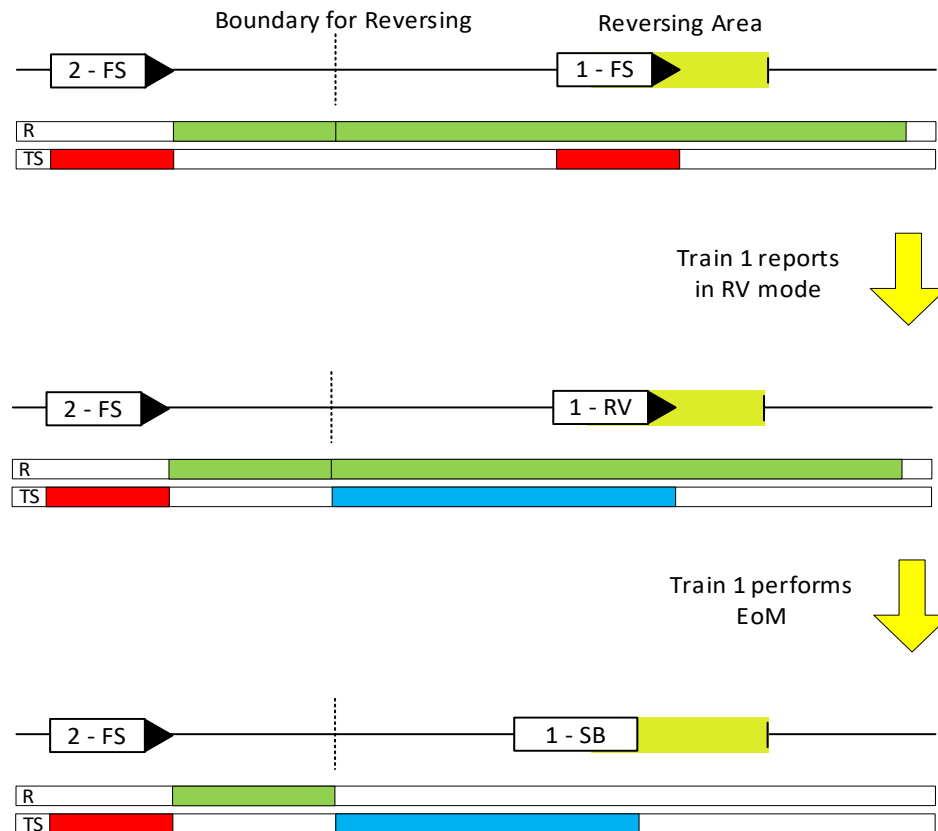 Boundary for Reversing
Reversing Area
2 - FS
1 - FS
R
TS
Train 1 reports
in RV mode
2 - FS
1 - RV
R
TS
Train 1 performs
EoM
2 - FS
1 - SB
R
TS